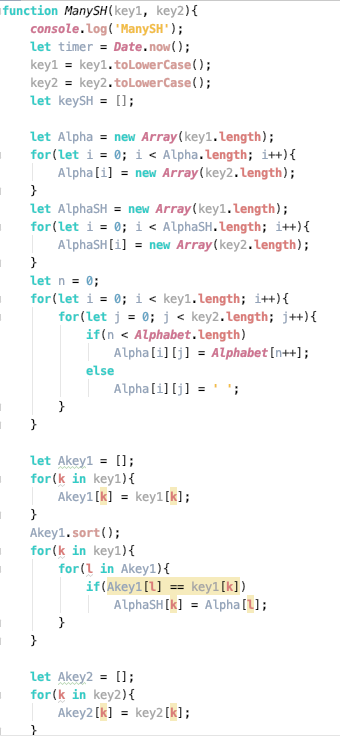 function ManySH(key1, key2){
console.log('ManySH');
let timer = Date.now();
key1 = key1.toLowerCase();
key2 = key2.toLowerCase();
let keySH = [];
let Alpha = new Array(key1.length);
for(let i = 0; i < Alpha.length; i++){
Alpha[i] = new Array(key2.length);
}
let AlphaSH = new Array(key1.length);
for(let i = 0; i < AlphaSH.length; i++){
AlphaSH[i] = new Array(key2.length);
}
let n = 0;
for(let i = 0; i < key1.length; i++){
for(let j = 0; j < key2.length; j++){
if(n < Alphabet.length)
Alpha[i][j] = Alphabet[n++];
else
Alpha[i][j] = ' ';
}
}
let Akey1 = [];
for(k in key1){
Akey1[k] = key1[k];
}
Akey1.sort();
for(k in key1){
for(l in Akey1){
if(Akey1[l] == key1[k])
AlphaSH[k] = Alpha[l];
}
}
let Akey2 = [];
for(k in key2){
Akey2[k] = key2[k];
}